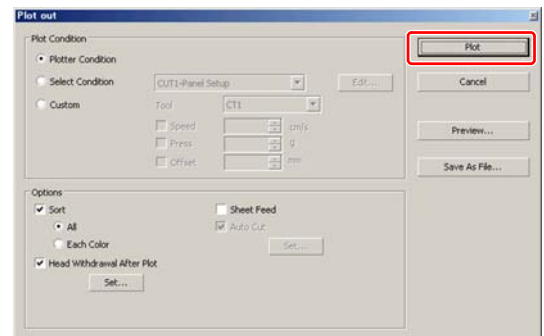 Plot out
Plot Condition
Plotter Condition
Select Condition CUT1-Panel Setup Edit...
Custom Tool CT1
Speed cm/s
Press g
Offset mm
Options
Sort
All
Each Color
Head Withdrawal After Plot
Set...
Sheet Feed
Auto Cut
Set...
Plot
Cancel
Preview...
Save As File...